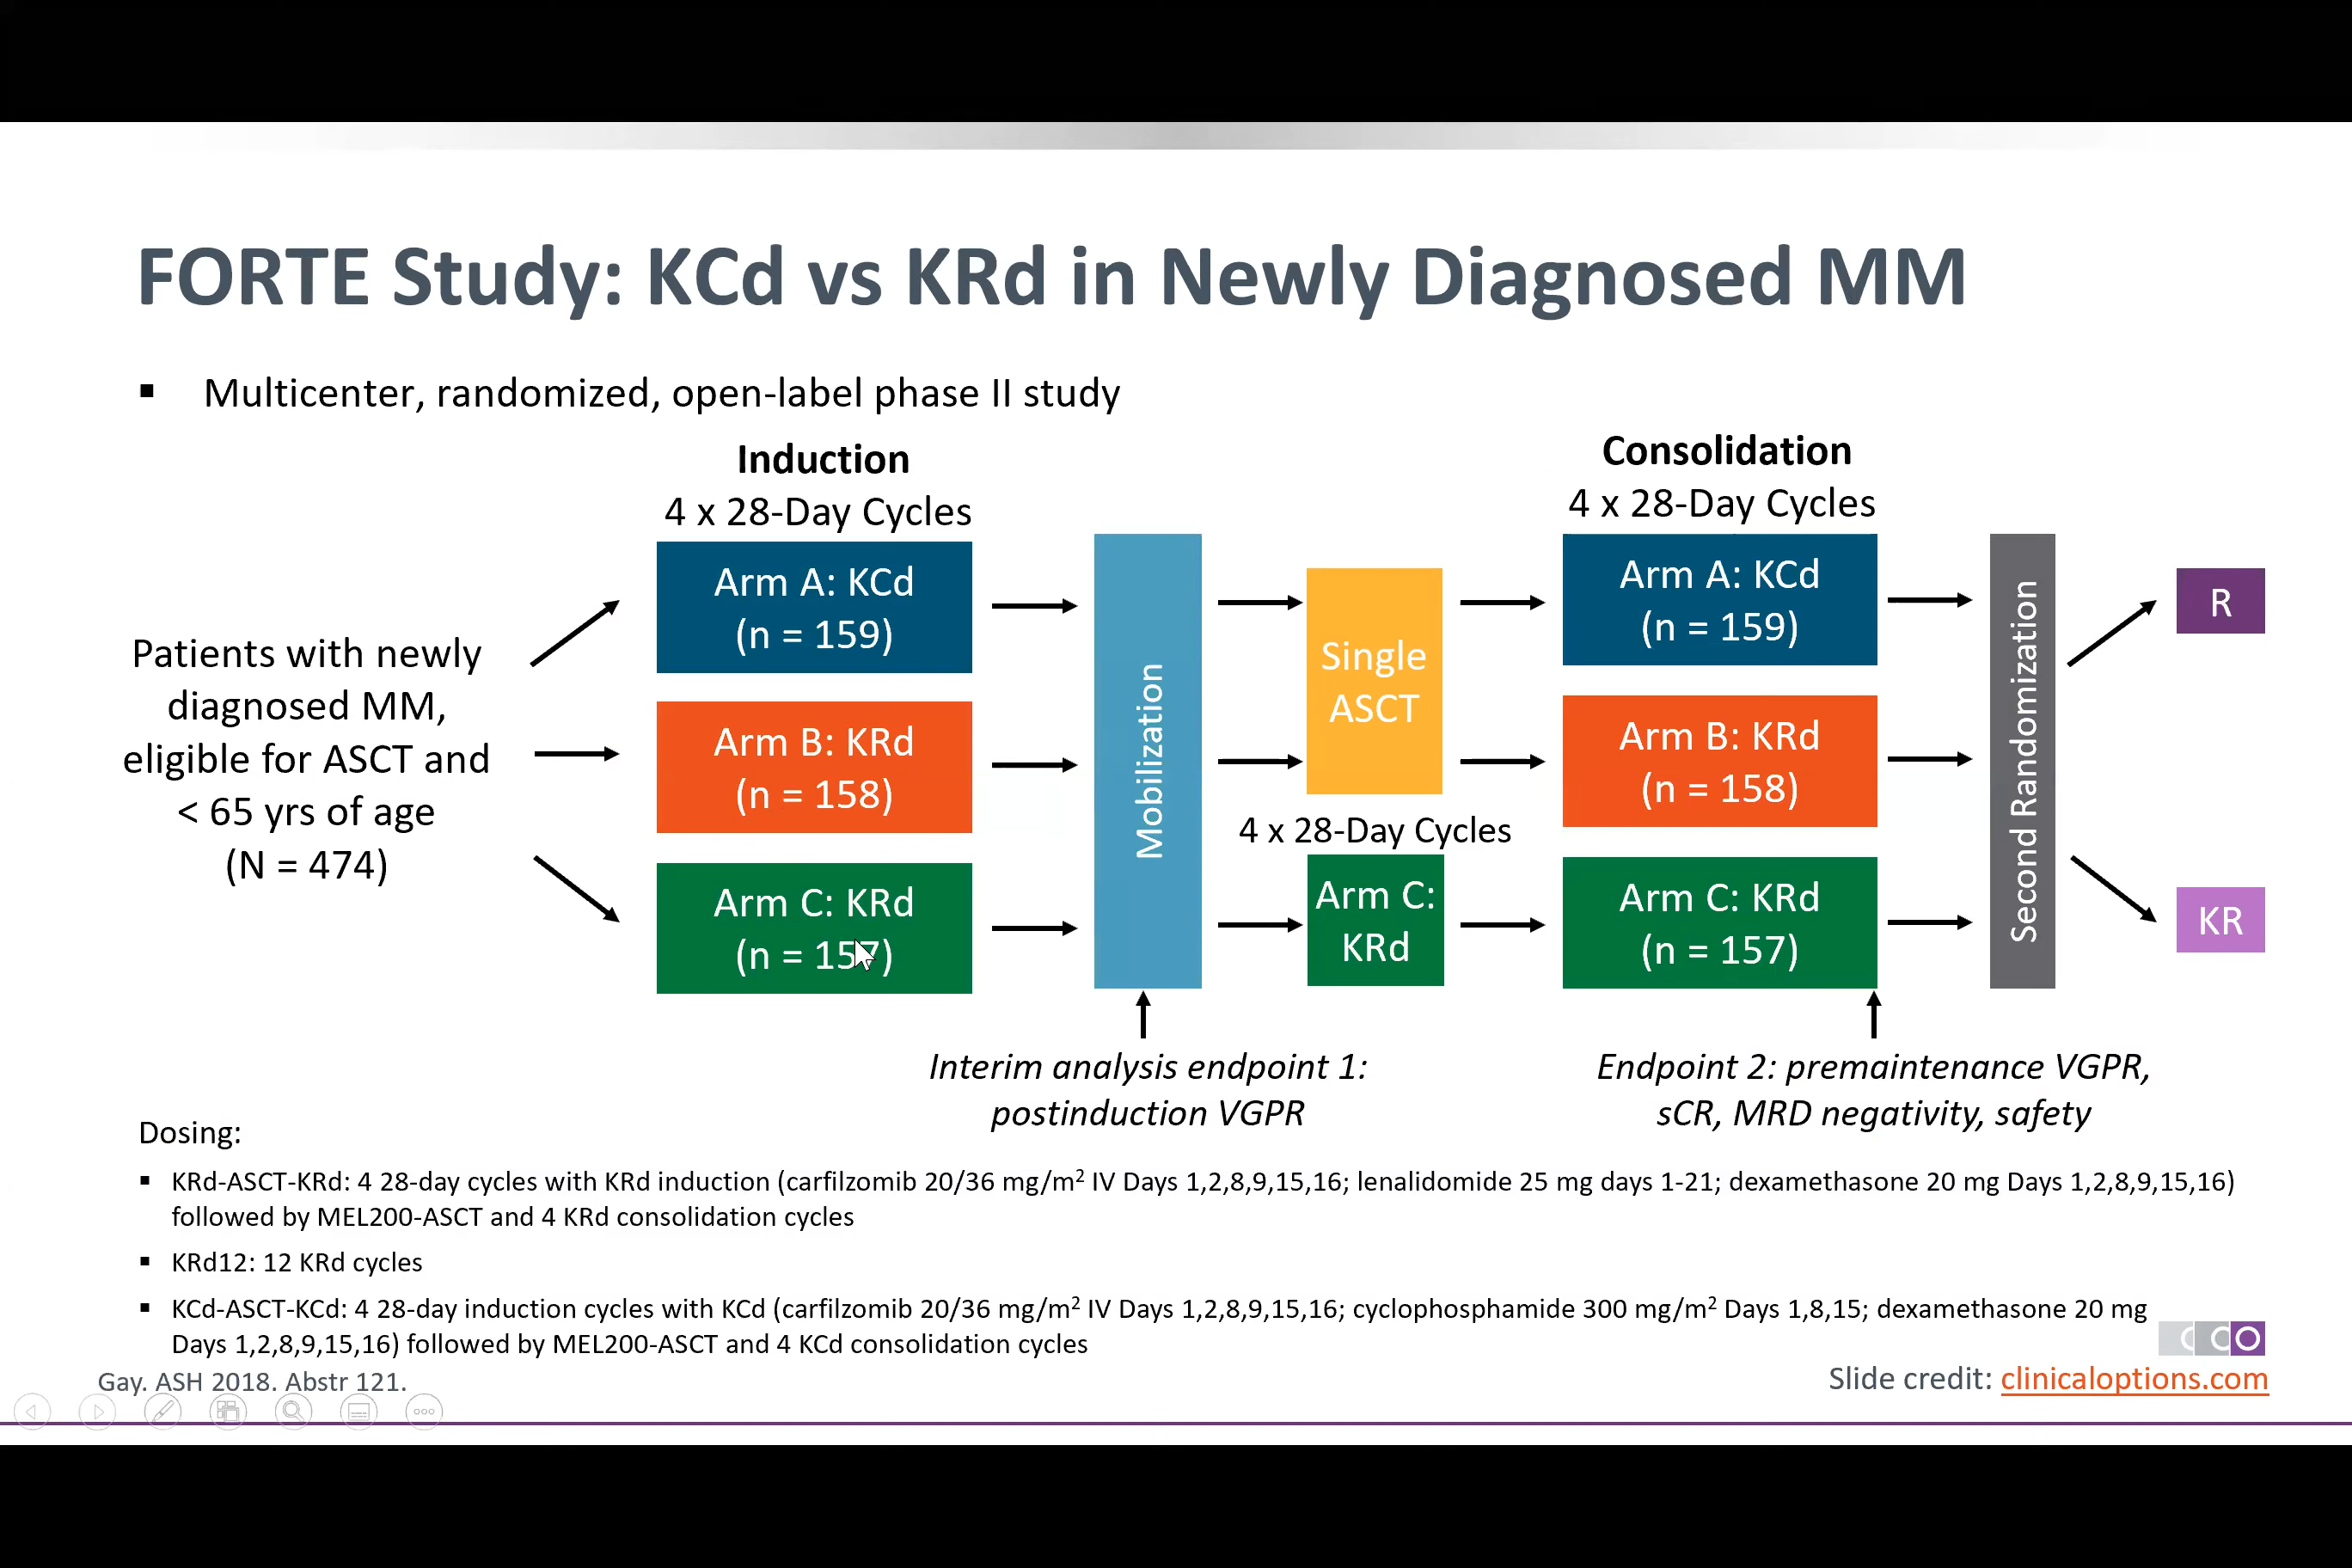 FORTE Study: KCd vs KRd in Newly Diagnosed MM
▪ Multicenter, randomized, open-label phase II study
Induction
4 x 28-Day Cycles
Consolidation
4 x 28-Day Cycles
Patients with newly
diagnosed MM,
eligible for ASCT and
< 65 yrs of age
(N = 474)
Arm A: KCd
(n = 159)
Arm B: KRd
(n = 158)
Arm C: KRd
(n = 157)
Mobilization
Single
ASCT
4 x 28-Day Cycles
Arm C:
KRd
Arm A: KCd
(n = 159)
Arm B: KRd
(n = 158)
Arm C: KRd
(n = 157)
Second Randomization
R
KR
Interim analysis endpoint 1:
postinduction VGPR
Endpoint 2: premaintenance VGPR,
sCR, MRD negativity, safety
Dosing:
▪ KRd-ASCT-KRd: 4 28-day cycles with KRd induction (carfilzomib 20/36 mg/m² IV Days 1,2,8,9,15,16; lenalidomide 25 mg days 1-21; dexamethasone 20 mg Days 1,2,8,9,15,16)
followed by MEL200-ASCT and 4 KRd consolidation cycles
▪ KRd12: 12 KRd cycles
▪ KCd-ASCT-KCd: 4 28-day induction cycles with KCd (carfilzomib 20/36 mg/m² IV Days 1,2,8,9,15,16; cyclophosphamide 300 mg/m² Days 1,8,15; dexamethasone 20 mg
Days 1,2,8,9,15,16) followed by MEL200-ASCT and 4 KCd consolidation cycles
CCO
Gay. ASH 2018. Abstr 121.
Slide credit: clinicaloptions.com